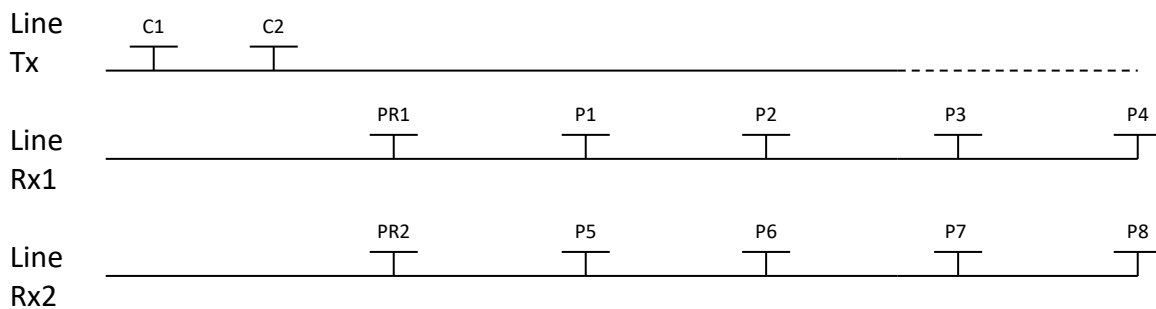 Line
Tx
C1 C2
Line
Rx1
PR1 P1 P2 P3 P4
Line
Rx2
PR2 P5 P6 P7 P8